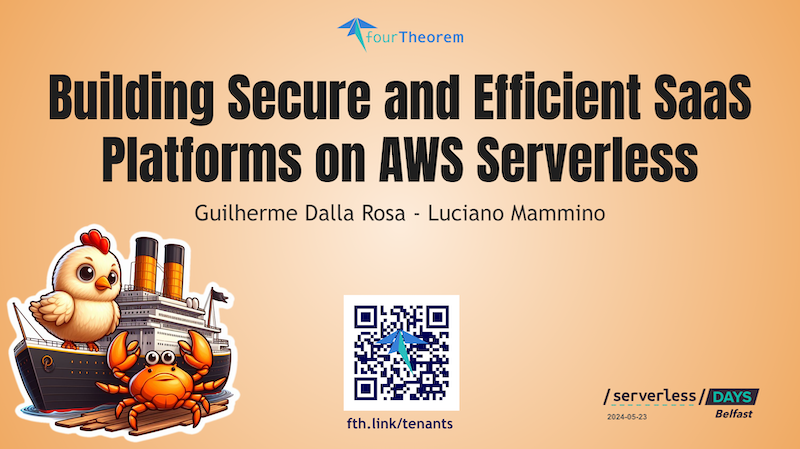 fourTheorem
Building Secure and Efficient SaaS
Platforms on AWS Serverless
Guilherme Dalla Rosa - Luciano Mammino
fth.link/tenants
/serverless/DAYS
2024-05-23
Belfast